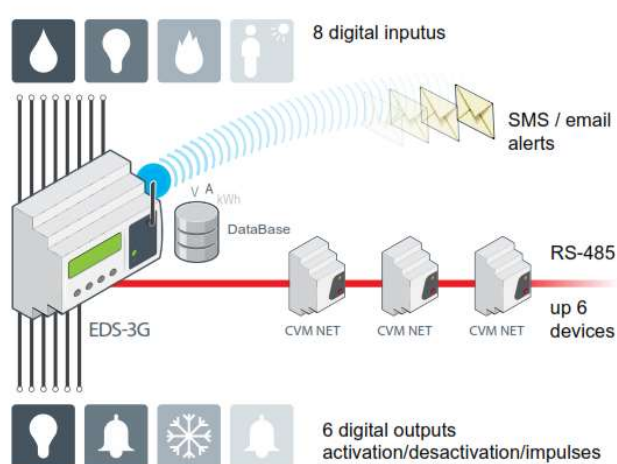 8 digital inputus
SMS / email
alerts
V A
kWh
DataBase
RS-485
EDS-3G
CVM NET
CVM NET
CVM NET
up 6
devices
6 digital outputs
activation/desactivation/impulses